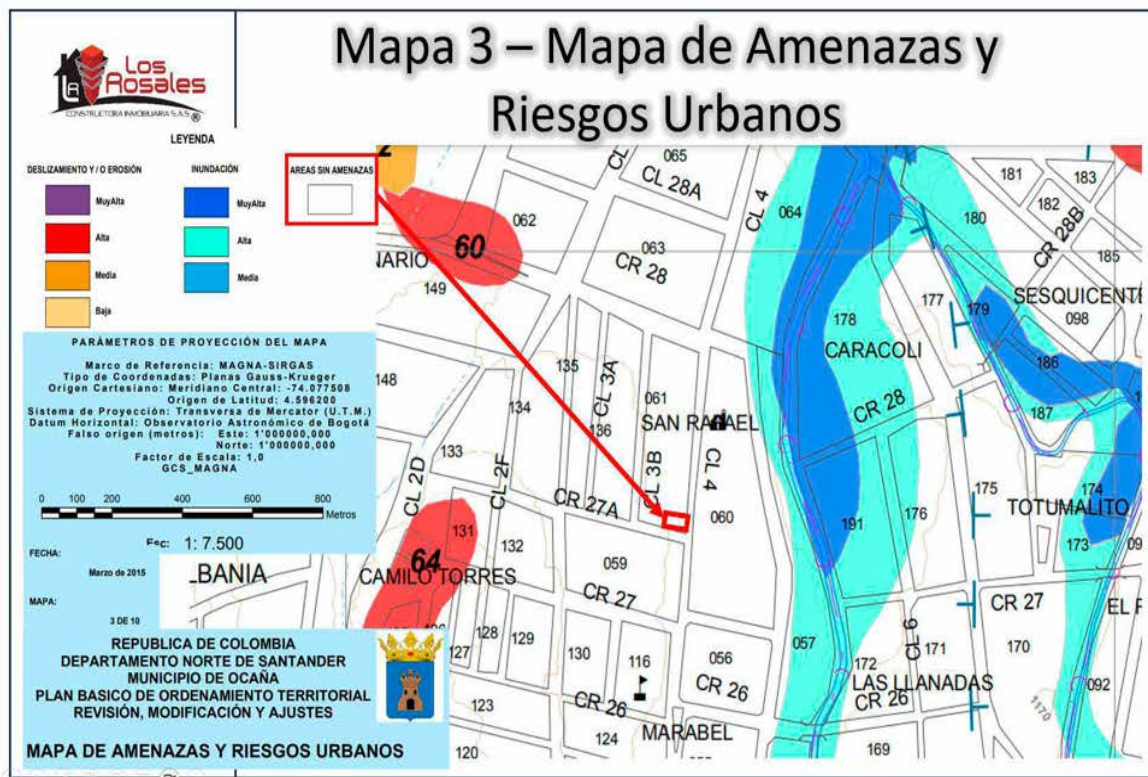 Mapa 3 – Mapa de Amenazas y
Riesgos Urbanos
Los
Rosales
CONSTRUCTORA INMOBILIARIA S.A.S ®
LEYENDA
DESLIZAMIENTO Y / O EROSIÓN
MuyAlta
Alta
Media
Baja
INUNDACIÓN
MuyAlta
Alta
Media
AREAS SIN AMENAZAS
PARÁMETROS DE PROYECCIÓN DEL MAPA
Marco de Referencia: MAGNA-SIRGAS
Tipo de Coordenadas: Planas Gauss-Krueger
Origen Cartesiano: Meridiano Central: -74.077508
Origen de Latitud: 4.596200
Sistema de Proyección: Transversa de Mercator (U.T.M.)
Datum Horizontal: Observatorio Astronómico de Bogotá
Falso origen (metros): Este: 1'000000,000
Norte: 1'000000,000
Factor de Escala: 1,0
GCS_MAGNA
0 100 200 400 600 800
Metros
Esc: 1: 7.500
FECHA:
Marzo de 2015
MAPA:
3 DE 10
REPUBLICA DE COLOMBIA
DEPARTAMENTO NORTE DE SANTANDER
MUNICIPIO DE OCAÑA
PLAN BASICO DE ORDENAMIENTO TERRITORIAL
REVISIÓN, MODIFICACIÓN Y AJUSTES
MAPA DE AMENAZAS Y RIESGOS URBANOS
065
CL 28A
CL 4
064
062
60
063
CR 28
NARIO
149
181
183
182
180
CR 28B
185
177
179
SESQUICENTE
098
178
CARACOLI
186
187
148
135
CL 3A
134
136
061
SAN RAFAEL
CR 28
133
CL 2D
CL 2F
CL 3B
CL 4
060
CR 27A
175
174
TOTUMALITO
173
131
132
64
CAMILO TORRES
059
CR 27
191
176
LBANIA
CR 27
127
128
129
130
116
056
057
CL 6
171
170
172
LAS LLANADAS
092
CR 26
CR 26
CR 26
123
124
MARABEL
120
169
1170